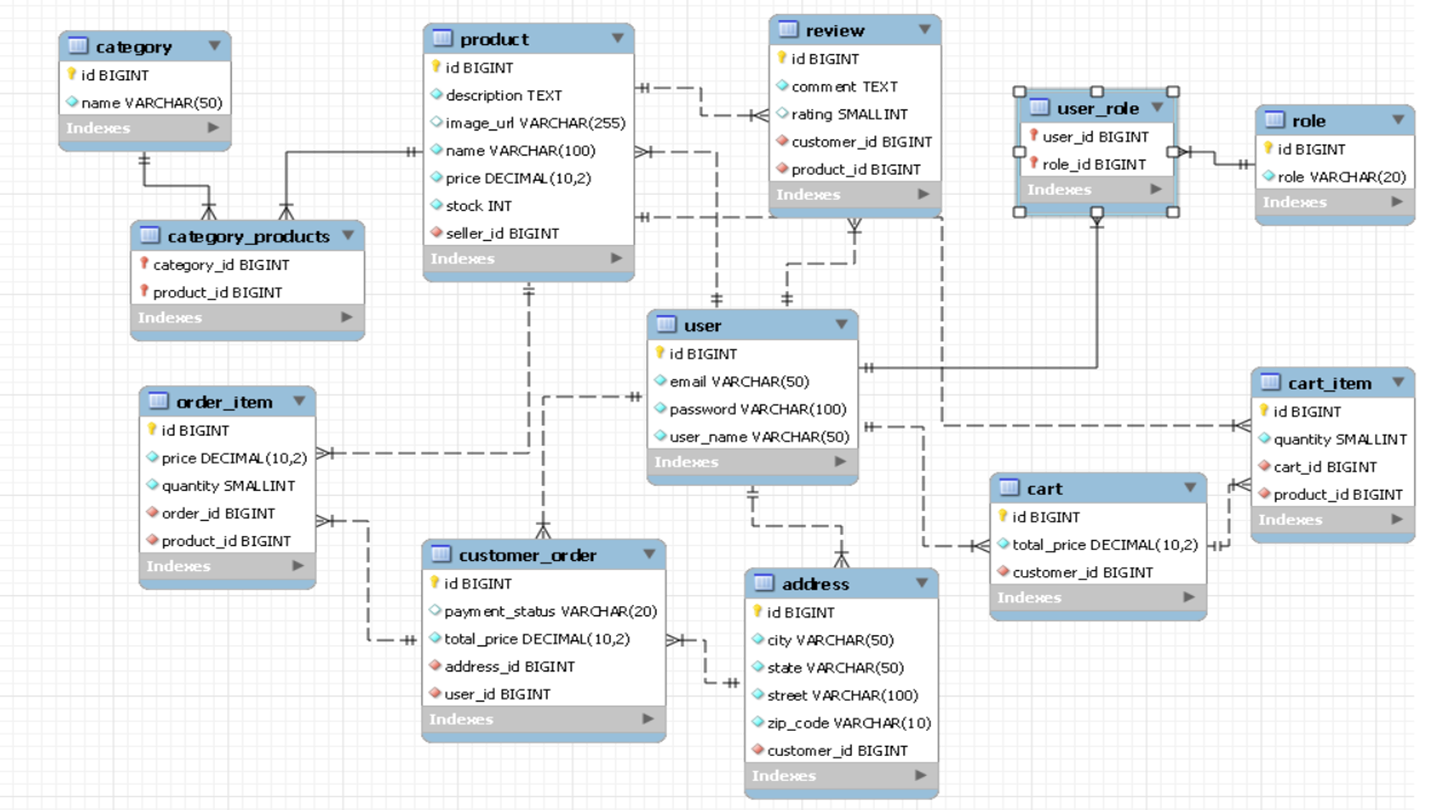 category
id BIGINT
name VARCHAR(50)
Indexes
product
id BIGINT
description TEXT
image_url VARCHAR(255)
name VARCHAR(100)
price DECIMAL(10,2)
stock INT
seller_id BIGINT
Indexes
review
id BIGINT
comment TEXT
rating SMALLINT
customer_id BIGINT
product_id BIGINT
Indexes
user_role
user_id BIGINT
role_id BIGINT
Indexes
role
id BIGINT
role VARCHAR(20)
Indexes
category_products
category_id BIGINT
product_id BIGINT
Indexes
user
id BIGINT
email VARCHAR(50)
password VARCHAR(100)
user_name VARCHAR(50)
Indexes
order_item
id BIGINT
price DECIMAL(10,2)
quantity SMALLINT
order_id BIGINT
product_id BIGINT
Indexes
cart_item
id BIGINT
quantity SMALLINT
cart_id BIGINT
product_id BIGINT
Indexes
cart
id BIGINT
total_price DECIMAL(10,2)
customer_id BIGINT
Indexes
customer_order
id BIGINT
payment_status VARCHAR(20)
total_price DECIMAL(10,2)
address_id BIGINT
user_id BIGINT
Indexes
address
id BIGINT
city VARCHAR(50)
state VARCHAR(50)
street VARCHAR(100)
zip_code VARCHAR(10)
customer_id BIGINT
Indexes